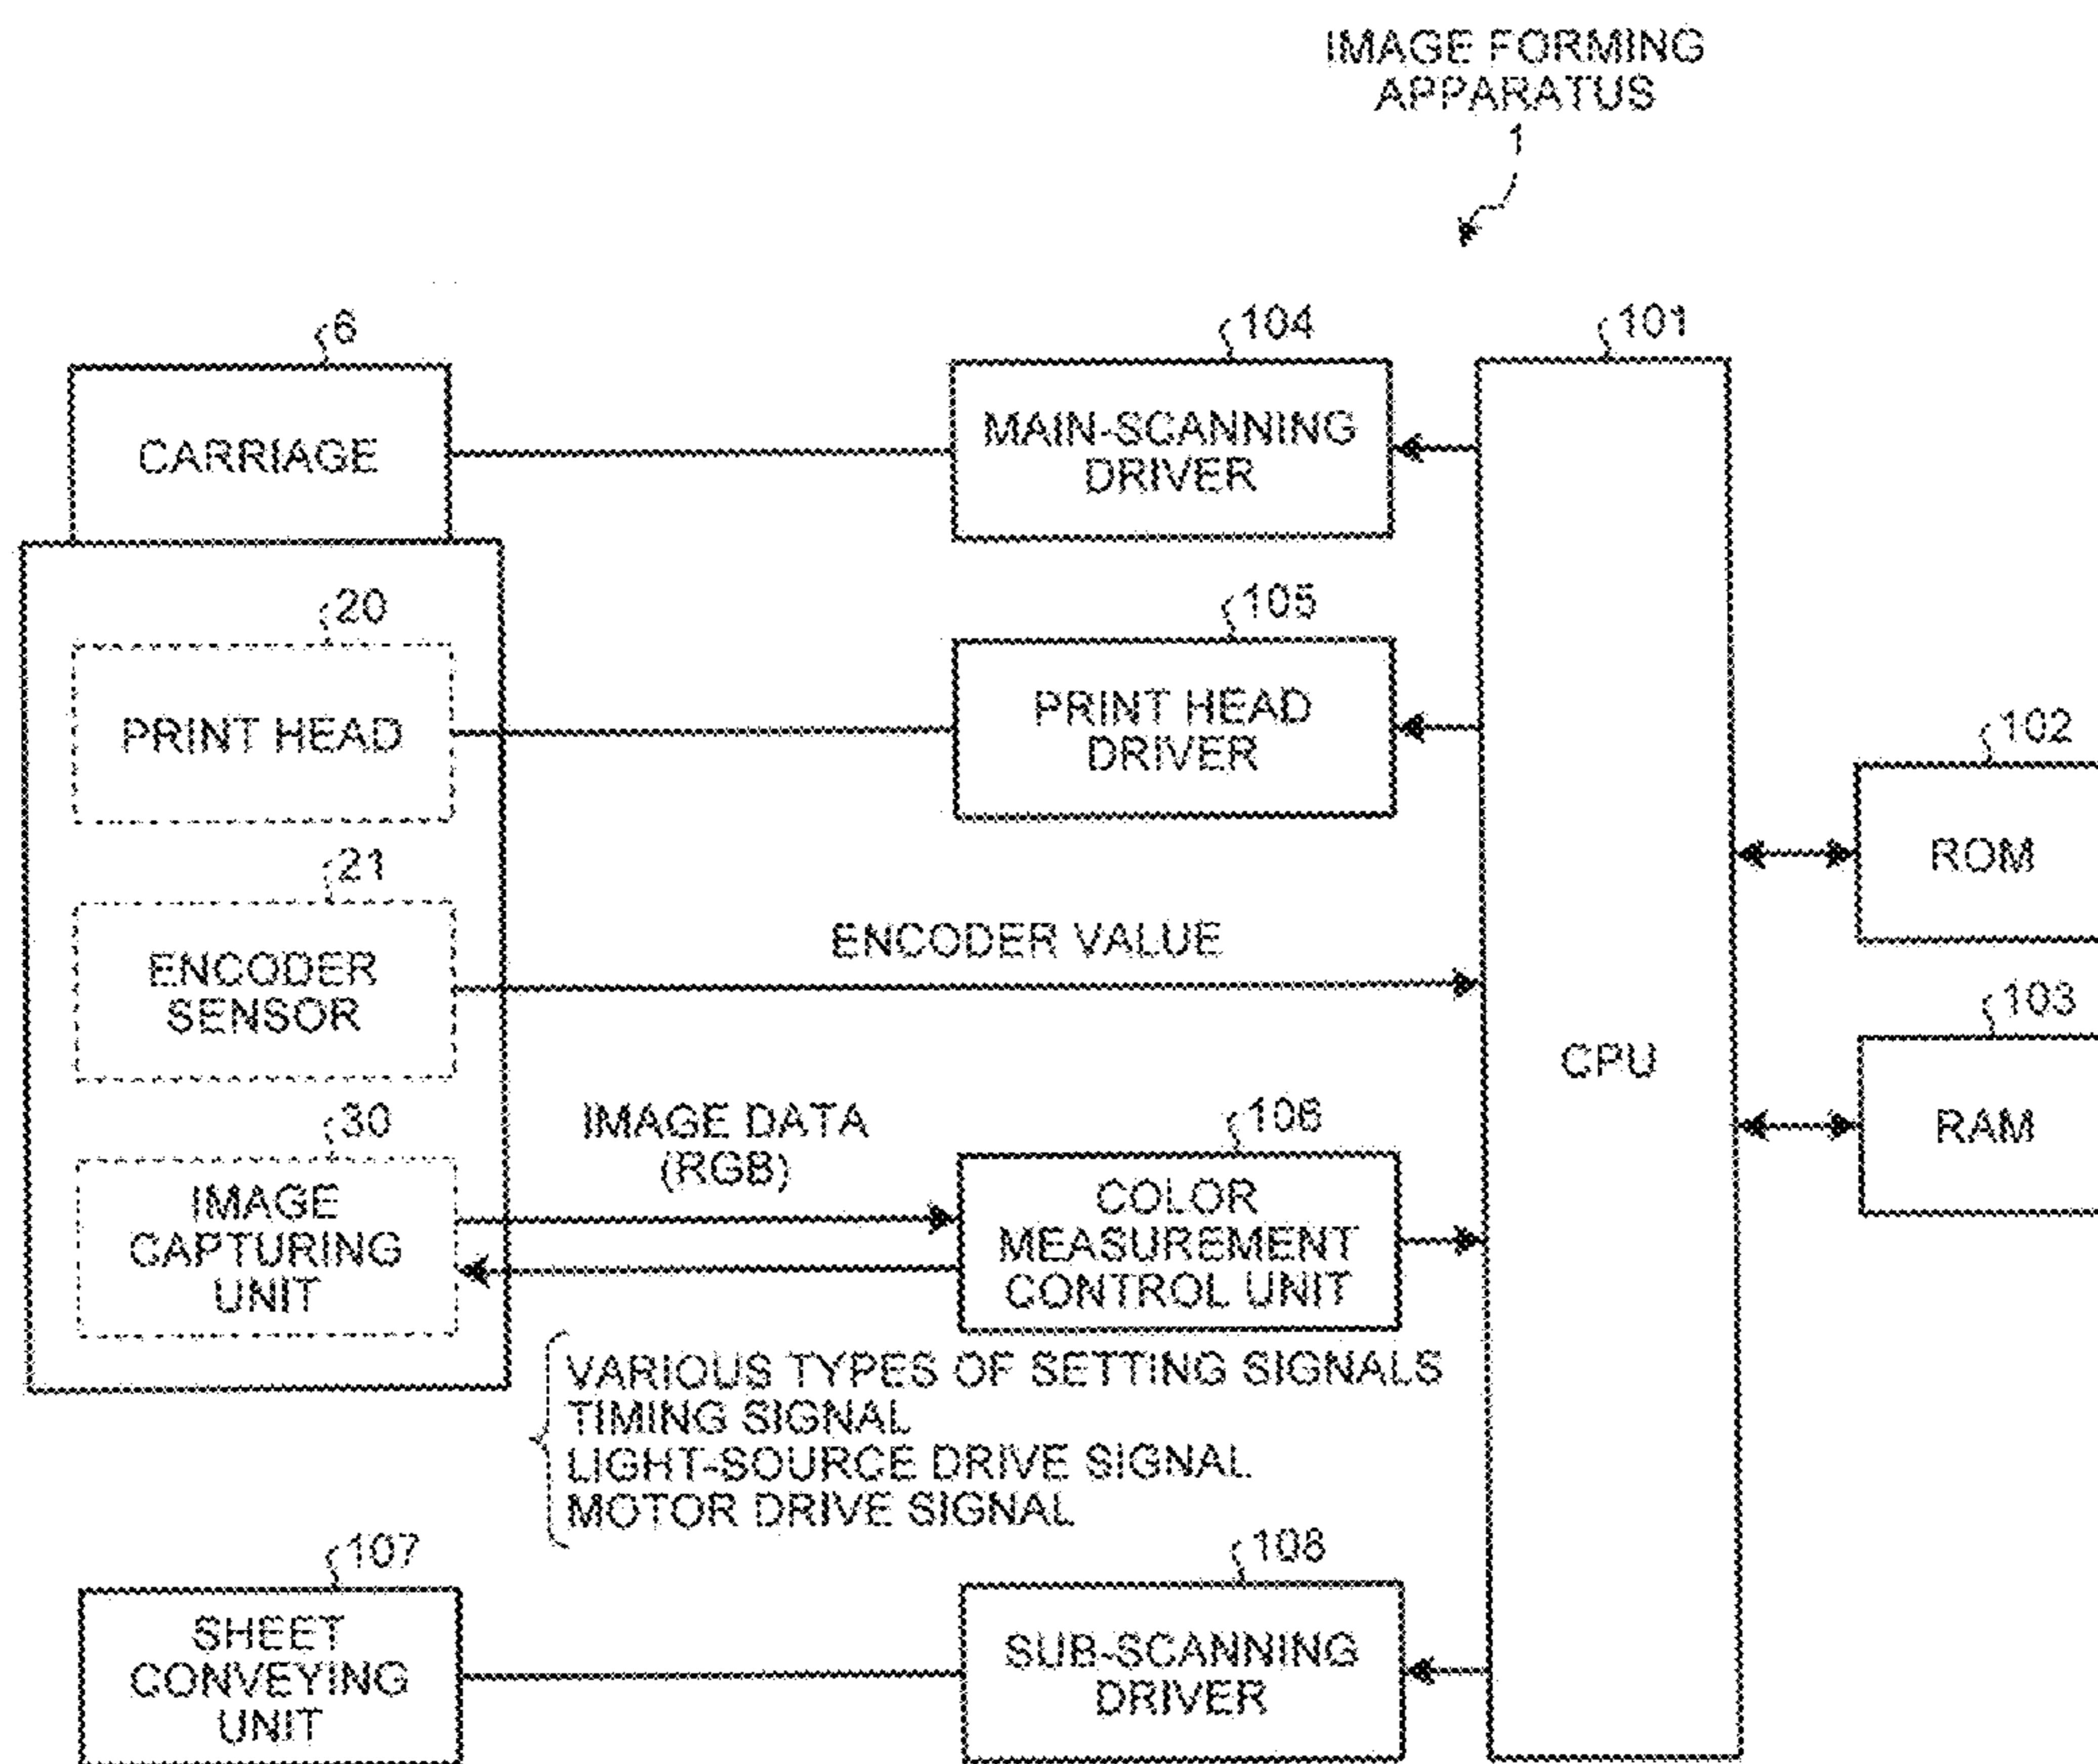 IMAGE FORMING
APPARATUS
1
6
CARRIAGE
104
MAIN-SCANNING
DRIVER
101
CPU
20
PRINT HEAD
105
PRINT HEAD
DRIVER
102
ROM
21
ENCODER
SENSOR
ENCODER VALUE
103
RAM
30
IMAGE
CAPTURING
UNIT
IMAGE DATA
(RGB)
106
COLOR
MEASUREMENT
CONTROL UNIT
VARIOUS TYPES OF SETTING SIGNALS
TIMING SIGNAL
LIGHT-SOURCE DRIVE SIGNAL
MOTOR DRIVE SIGNAL
107
SHEET
CONVEYING
UNIT
108
SUB-SCANNING
DRIVER